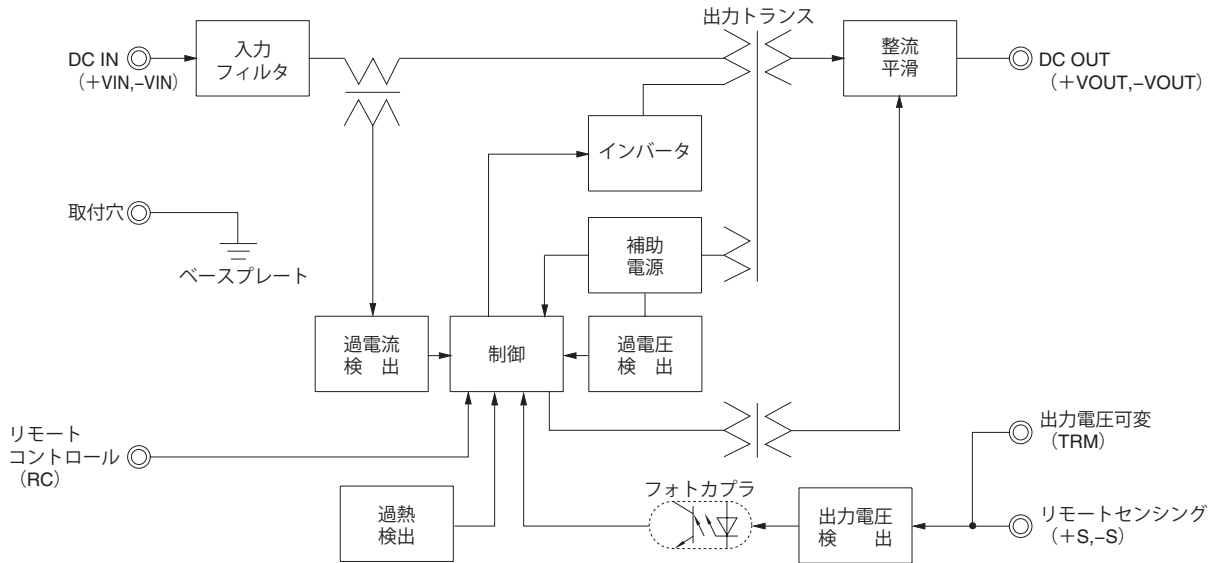 出力トランス
DC IN
（＋VIN,−VIN）
入力
フィルタ
整流
平滑
DC OUT
（＋VOUT,−VOUT）
インバータ
取付穴
ベースプレート
補助
電源
過電流
検　出
制御
過電圧
検　出
リモート
コントロール
（RC）
出力電圧可変
（TRM）
過熱
検出
フォトカプラ
出力電圧
検　出
リモートセンシング
（＋S,−S）